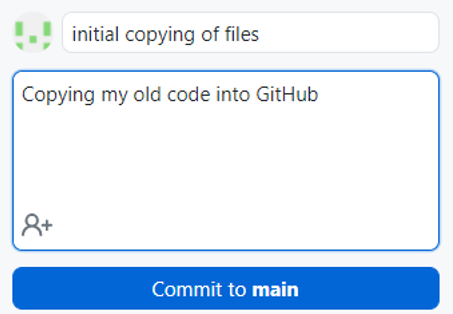 initial copying of files
Copying my old code into GitHub
Commit to main